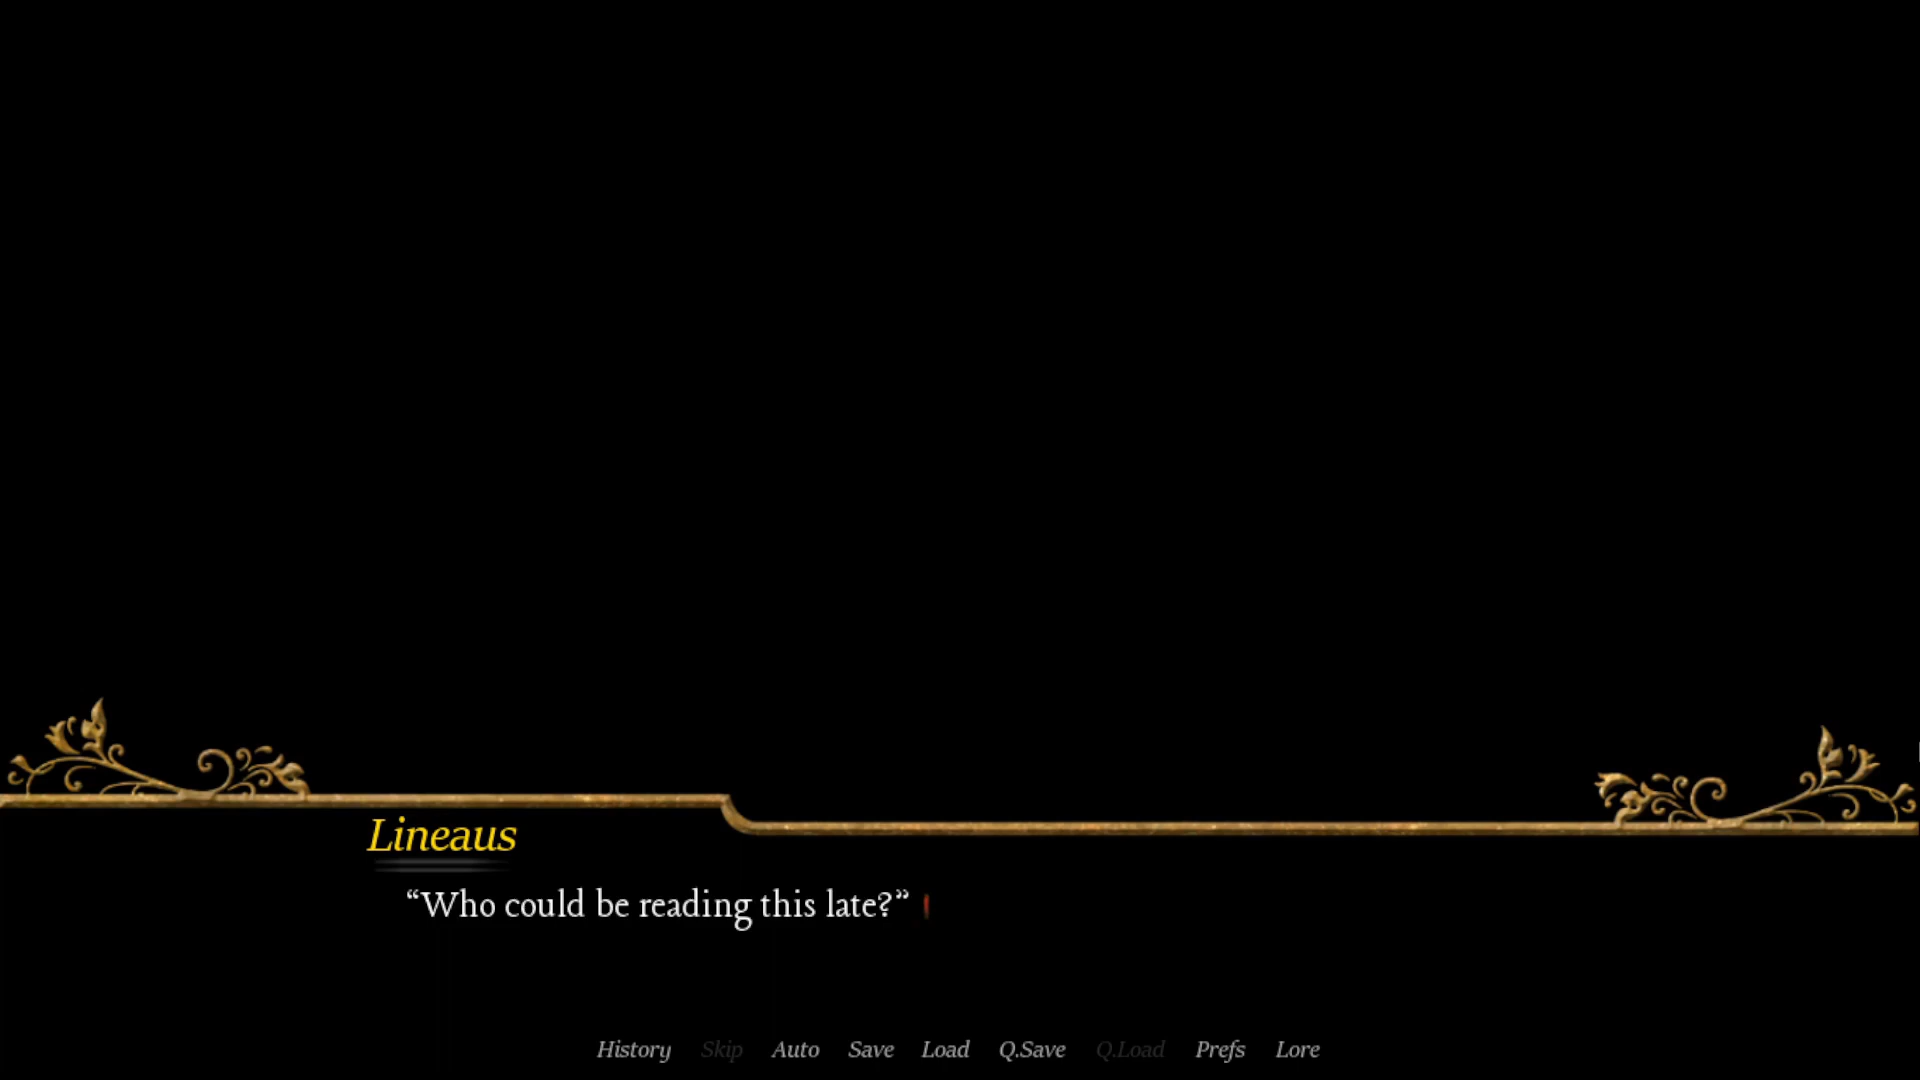 Lineaus
“Who could be reading this late?”
History Skip Auto Save Load Q.Save Q.Load Prefs Lore